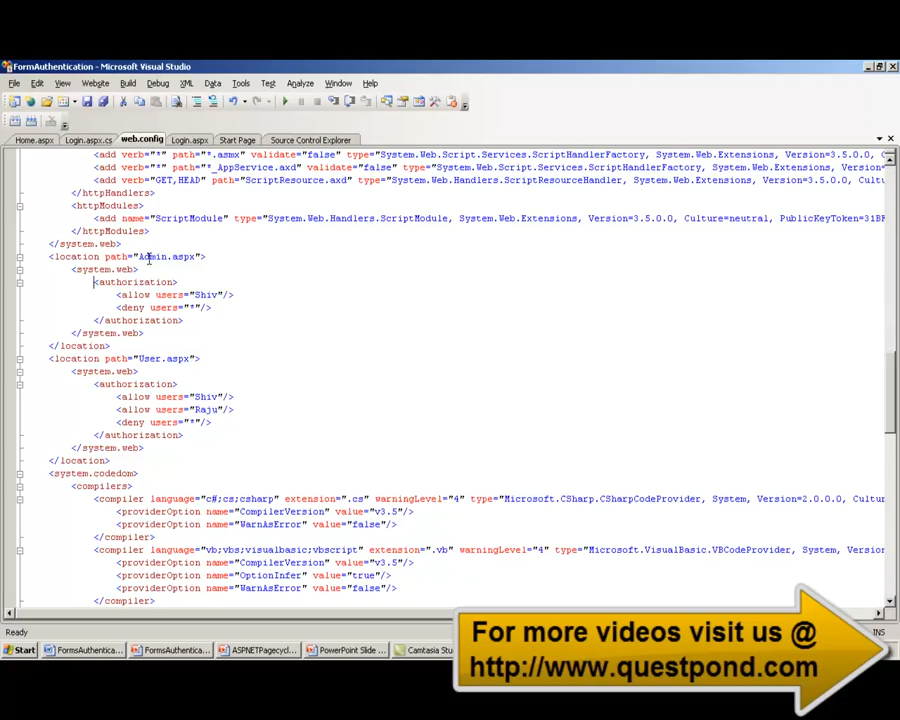 FormAuthentication - Microsoft Visual Studio
File Edit View Website Build Debug XML Data Tools Test Analyze Window Help
Home.aspx Login.aspx.cs web.config Login.aspx Start Page Source Control Explorer
<add verb="*" path="*.asmx" validate="false" type="System.Web.Script.Services.ScriptHandlerFactory, System.Web.Extensions, Version=3.5.0.0, C
<add verb="*" path="*_AppService.axd" validate="false" type="System.Web.Script.Services.ScriptHandlerFactory, System.Web.Extensions, Version=
<add verb="GET,HEAD" path="ScriptResource.axd" type="System.Web.Handlers.ScriptResourceHandler, System.Web.Extensions, Version=3.5.0.0, Cultu
</httpHandlers>
<httpModules>
<add name="ScriptModule" type="System.Web.Handlers.ScriptModule, System.Web.Extensions, Version=3.5.0.0, Culture=neutral, PublicKeyToken=31BF
</httpModules>
</system.web>
<location path="Admin.aspx">
<system.web>
<authorization>
<allow users="Shiv"/>
<deny users="*"/>
</authorization>
</system.web>
</location>
<location path="User.aspx">
<system.web>
<authorization>
<allow users="Shiv"/>
<allow users="Raju"/>
<deny users="*"/>
</authorization>
</system.web>
</location>
<system.codedom>
<compilers>
<compiler language="c#;cs;csharp" extension=".cs" warningLevel="4" type="Microsoft.CSharp.CSharpCodeProvider, System, Version=2.0.0.0, Cultur
<providerOption name="CompilerVersion" value="v3.5"/>
<providerOption name="WarnAsError" value="false"/>
</compiler>
<compiler language="vb;vbs;visualbasic;vbscript" extension=".vb" warningLevel="4" type="Microsoft.VisualBasic.VBCodeProvider, System, Version
<providerOption name="CompilerVersion" value="v3.5"/>
<providerOption name="OptionInfer" value="true"/>
<providerOption name="WarnAsError" value="false"/>
</compiler>
Ready INS
For more videos visit us @
http://www.questpond.com
Start FormsAuthentication... FormsAuthentication... ASPNETPagecycl... PowerPoint Slide ... Camtasia Stu